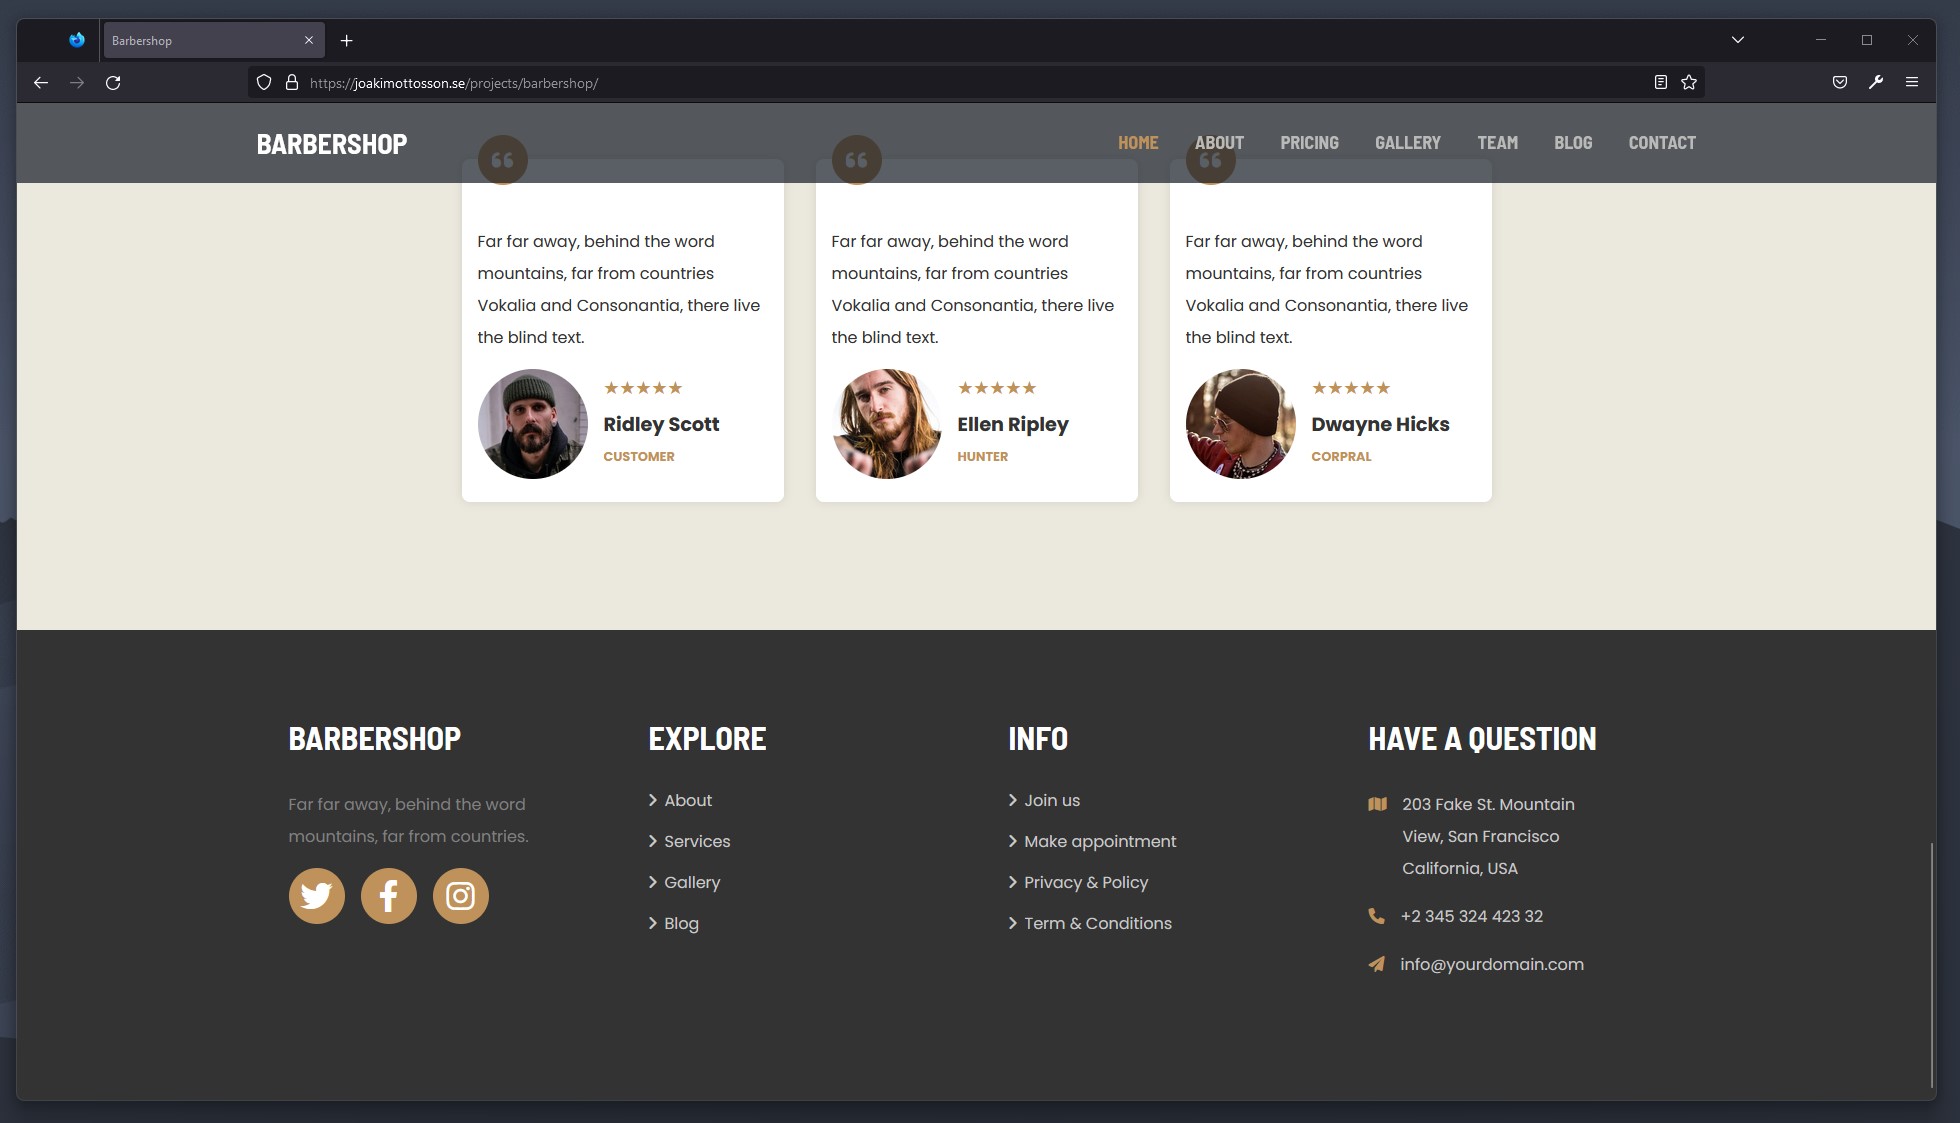 Barbershop
https://joakimottosson.se/projects/barbershop/
BARBERSHOP
HOME ABOUT PRICING GALLERY TEAM BLOG CONTACT
Far far away, behind the word
mountains, far from countries
Vokalia and Consonantia, there live
the blind text.
★★★★★
Ridley Scott
CUSTOMER
Far far away, behind the word
mountains, far from countries
Vokalia and Consonantia, there live
the blind text.
★★★★★
Ellen Ripley
HUNTER
Far far away, behind the word
mountains, far from countries
Vokalia and Consonantia, there live
the blind text.
★★★★★
Dwayne Hicks
CORPRAL
BARBERSHOP
Far far away, behind the word
mountains, far from countries.
EXPLORE
About
Services
Gallery
Blog
INFO
Join us
Make appointment
Privacy & Policy
Term & Conditions
HAVE A QUESTION
203 Fake St. Mountain
View, San Francisco
California, USA
+2 345 324 423 32
info@yourdomain.com